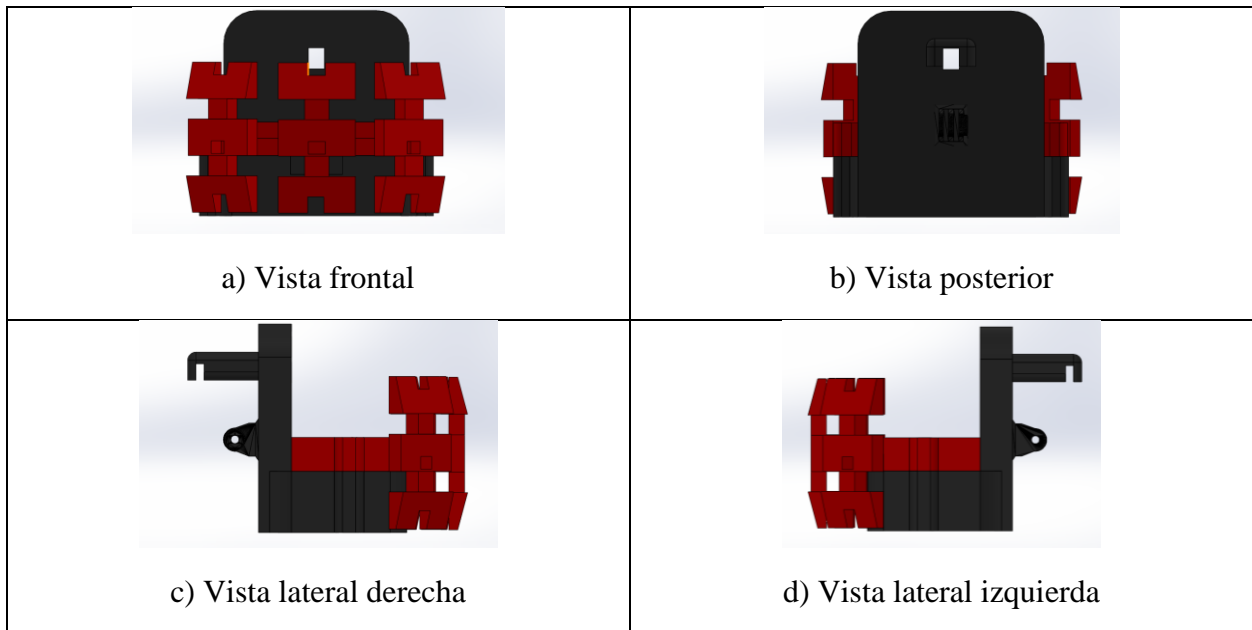 a) Vista frontal
b) Vista posterior
c) Vista lateral derecha
d) Vista lateral izquierda